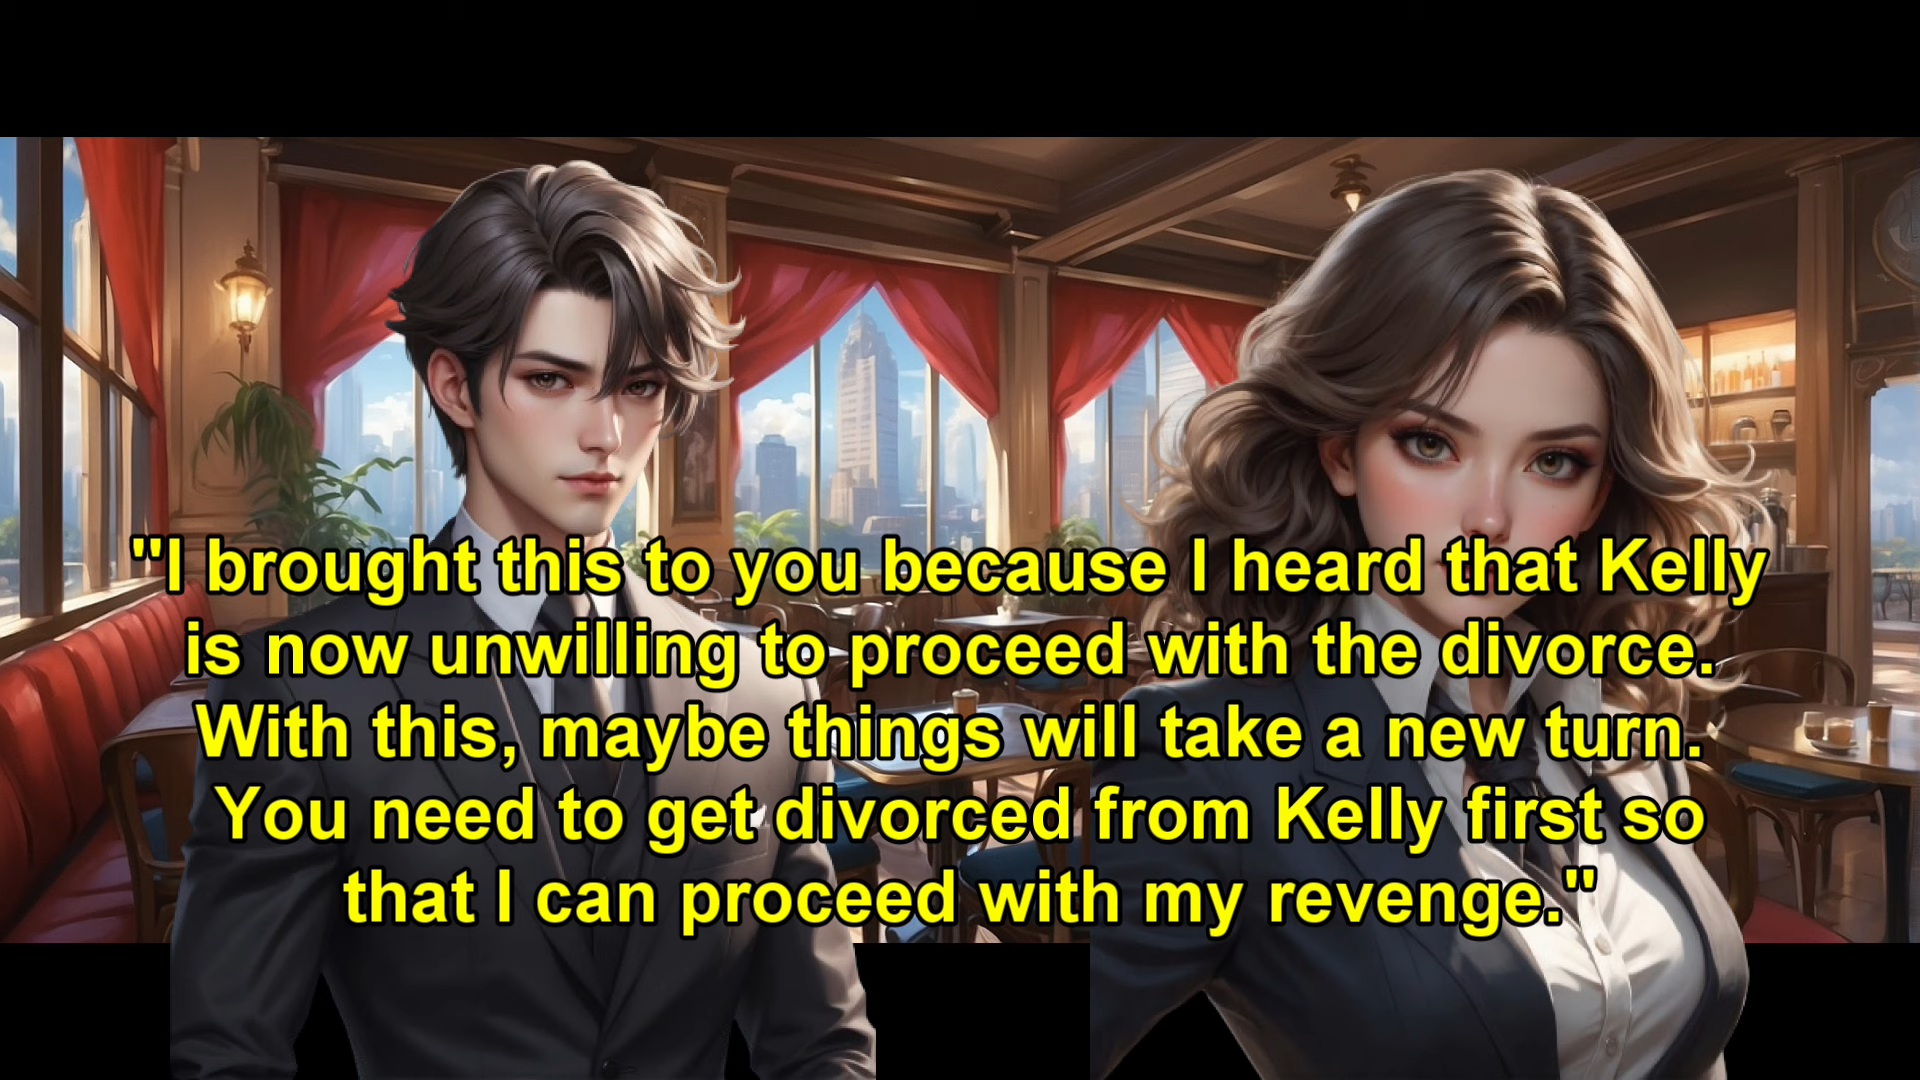 "I brought this to you because I heard that Kelly
is now unwilling to proceed with the divorce.
With this, maybe things will take a new turn.
You need to get divorced from Kelly first so
that I can proceed with my revenge."